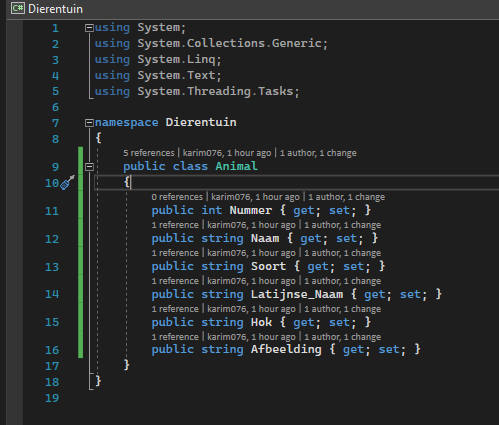 C# Dierentuin
1 using System;
2 using System.Collections.Generic;
3 using System.Linq;
4 using System.Text;
5 using System.Threading.Tasks;
6
7 namespace Dierentuin
8 {
5 references | karim076, 1 hour ago | 1 author, 1 change
9 public class Animal
10 {
0 references | karim076, 1 hour ago | 1 author, 1 change
11 public int Nummer { get; set; }
1 reference | karim076, 1 hour ago | 1 author, 1 change
12 public string Naam { get; set; }
1 reference | karim076, 1 hour ago | 1 author, 1 change
13 public string Soort { get; set; }
1 reference | karim076, 1 hour ago | 1 author, 1 change
14 public string Latijnse_Naam { get; set; }
1 reference | karim076, 1 hour ago | 1 author, 1 change
15 public string Hok { get; set; }
1 reference | karim076, 1 hour ago | 1 author, 1 change
16 public string Afbeelding { get; set; }
17 }
18 }
19